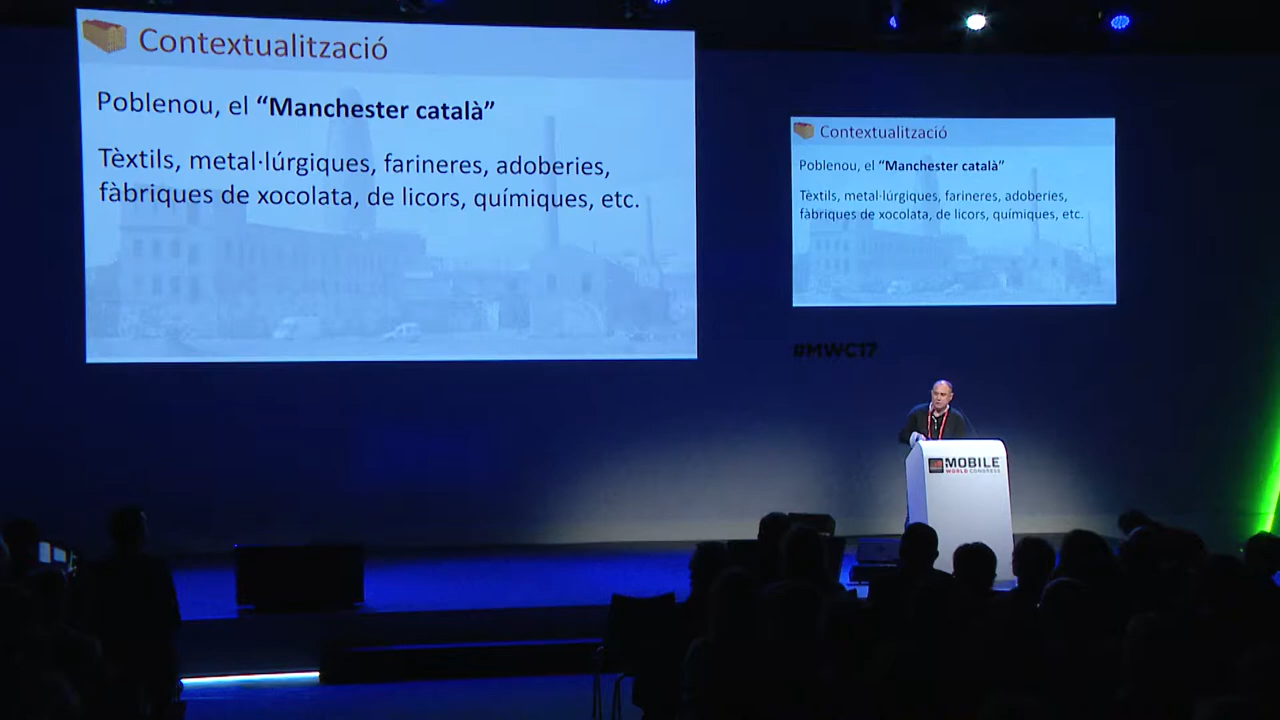 Contextualització
Poblenou, el “Manchester català”
Tèxtils, metal·lúrgiques, farineres, adoberies,
fàbriques de xocolata, de licors, químiques, etc.
Contextualització
Poblenou, el “Manchester català”
Tèxtils, metal·lúrgiques, farineres, adoberies,
fàbriques de xocolata, de licors, químiques, etc.
#MWC17
MOBILE
WORLD CONGRESS